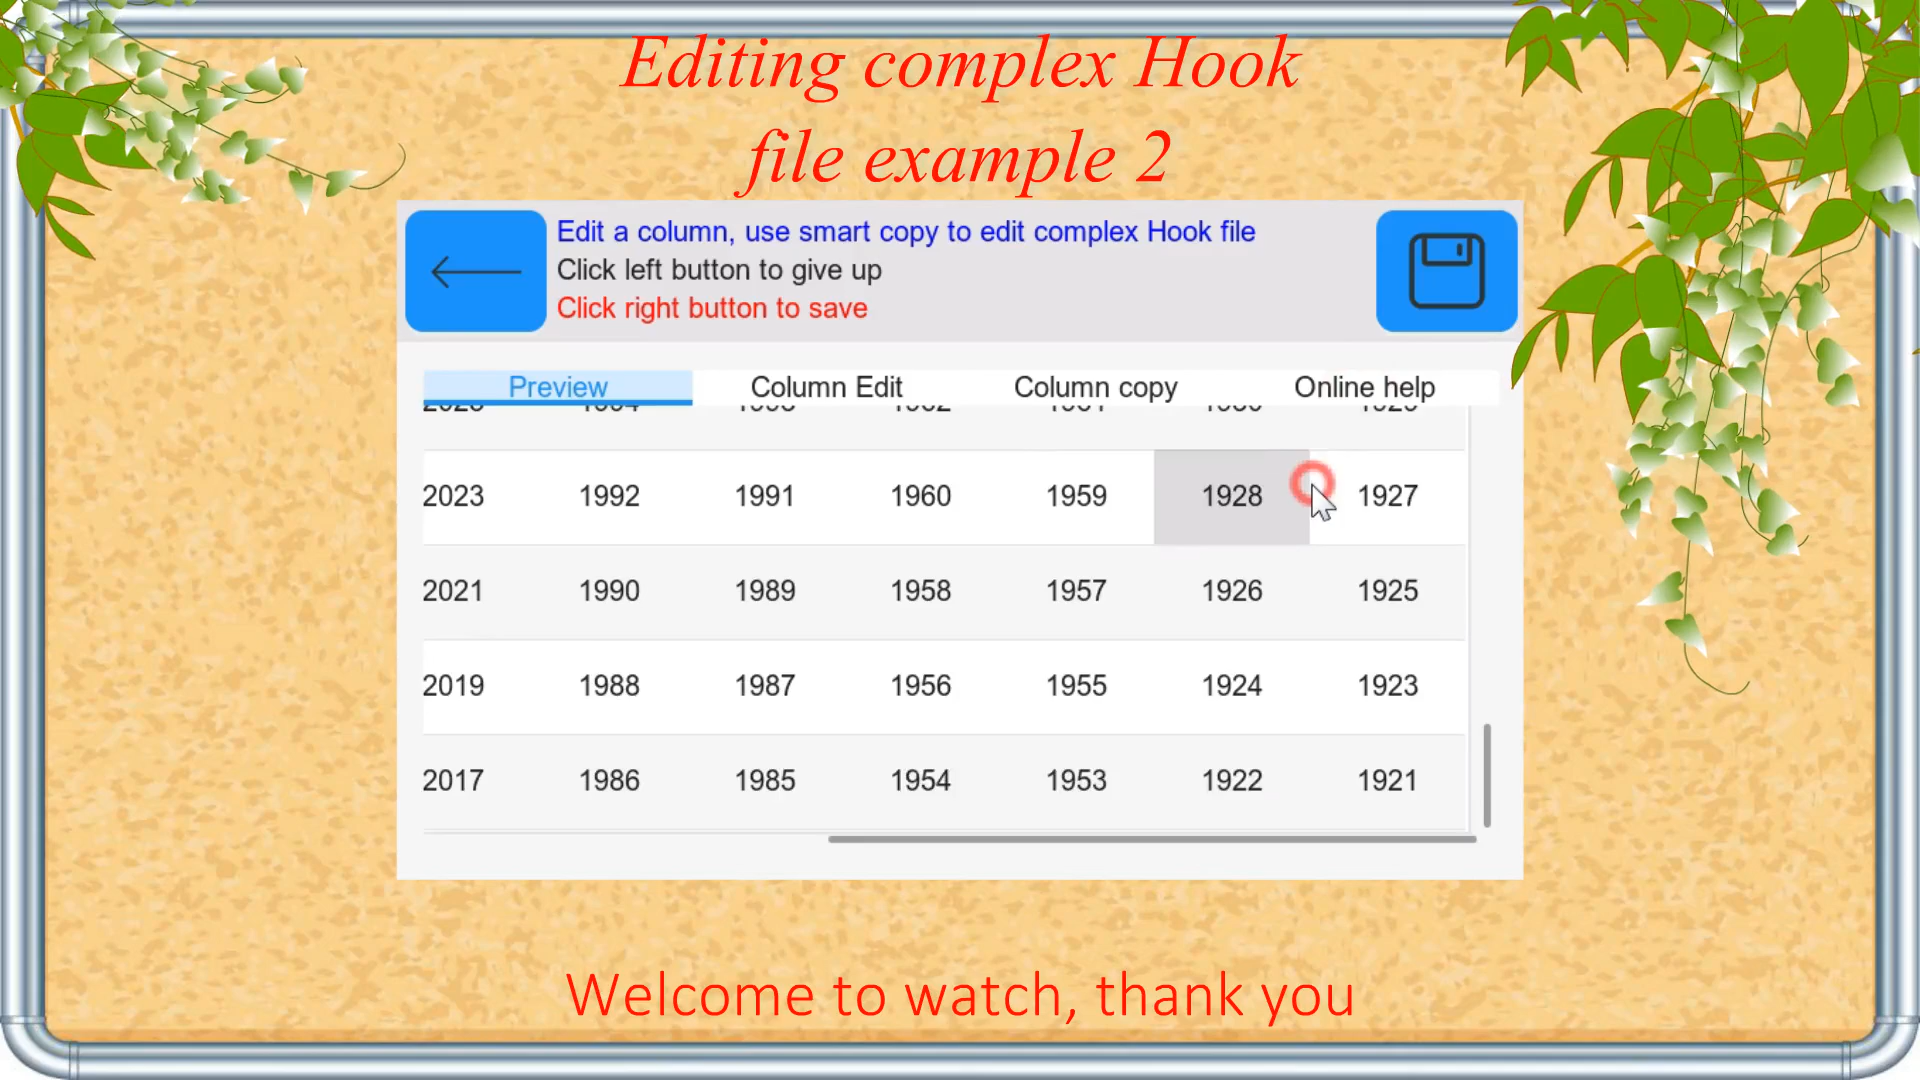 Editing complex Hook
file example 2
Edit a column, use smart copy to edit complex Hook file
Click left button to give up
Click right button to save
Preview Column Edit Column copy Online help
2023 1992 1991 1960 1959 1928 1927
2021 1990 1989 1958 1957 1926 1925
2019 1988 1987 1956 1955 1924 1923
2017 1986 1985 1954 1953 1922 1921
Welcome to watch, thank you